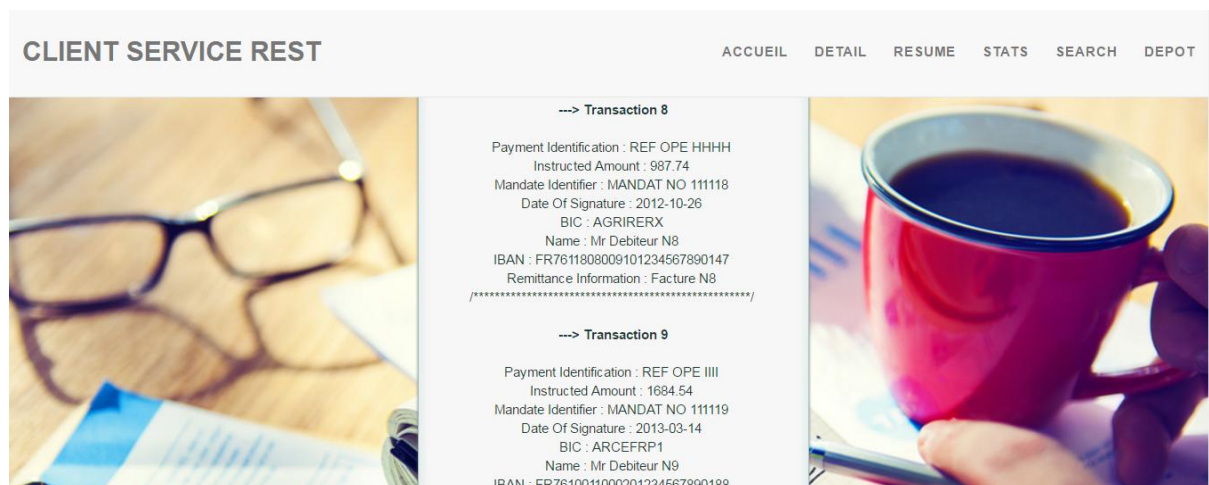 CLIENT SERVICE REST
ACCUEIL DETAIL RESUME STATS SEARCH DEPOT
---> Transaction 8
Payment Identification : REF OPE HHHH
Instructed Amount : 987.74
Mandate Identifier : MANDAT NO 111118
Date Of Signature : 2012-10-26
BIC : AGRIRERX
Name : Mr Debiteur N8
IBAN : FR7611808009101234567890147
Remittance Information : Facture N8
/****************************************************/
---> Transaction 9
Payment Identification : REF OPE IIII
Instructed Amount : 1684.54
Mandate Identifier : MANDAT NO 111119
Date Of Signature : 2013-03-14
BIC : ARCEFRP1
Name : Mr Debiteur N9
IBAN : FR7610011000201234567890188